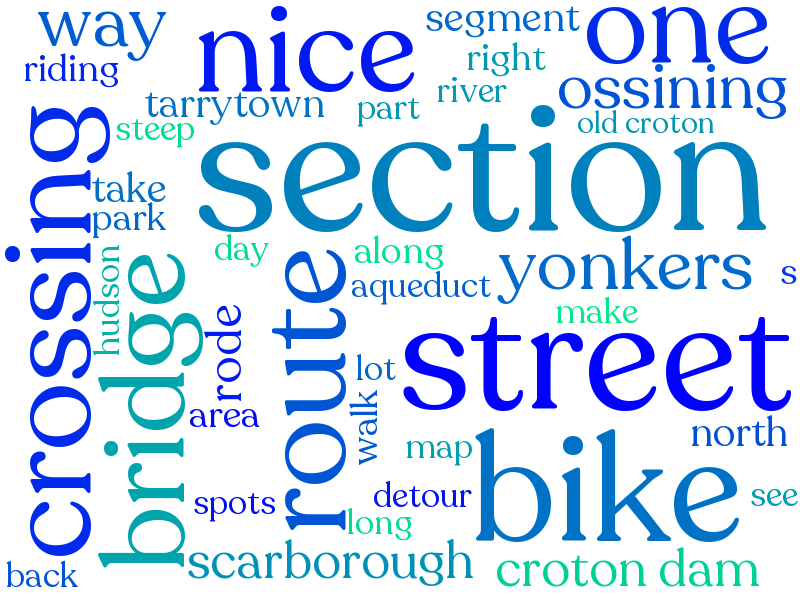 way
nice
segment
one
riding
right
tarrytown
part
river
ossining
steep
old croton
section
crossing
take
park
hudson
bridge
day
along
route
aqueduct
yonkers
s
make
rode
street
area
lot
walk
map
bike
north
spots
detour
see
long
scarborough
croton dam
back